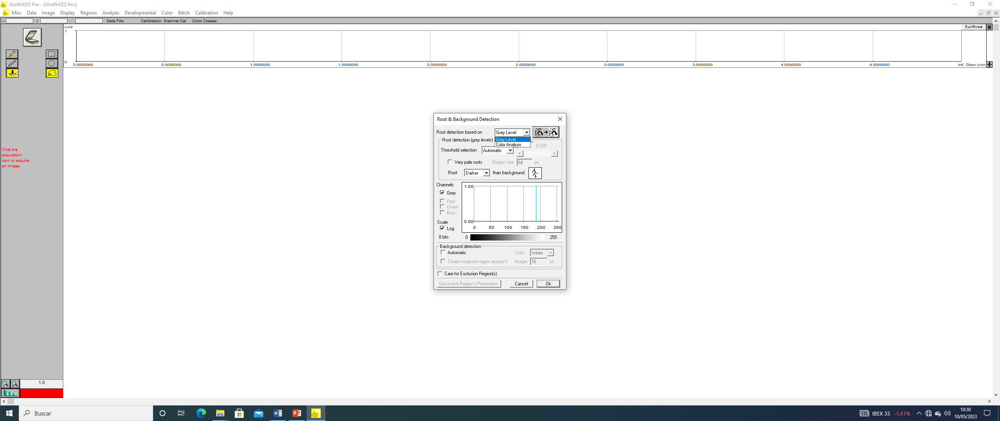 WinRHIZO Pro - [WinRHIZO Pro]
Misc Data Image Display Regions Analysis Developmental Color Batch Calibration Help
Data File: Calibration: Scanner.Cal Color Classes:
cm2
SurfArea
1
0
0.0000000 0.5000000 1.0000000 1.5000000 2.0000000 2.5000000 3.0000000 3.5000000 4.0000000 4.5000000 Inf. Diam (mm
Click the
acquisition
icon to acquire
an image.
Root & Background Detection
Root detection based on Grey Level
Grey Level
Color Analysis
Root detection (grey levels)
0-255
Threshold selection Automatic
Very pale roots Region size 64 px
Root Darker than background
Channels
Grey
Red
Green
Blue
Scale
Log
1.00
0.00
0 50 100 150 200 250
8 bits 0 255
Background detection
Automatic Color White
Create Analysed region around it Margin 16 px
Care for Exclusion Region(s)
Get Active Region's Parameters Cancel Ok
1.0
Buscar
IBEX 35 -1,41%
10:30
10/05/2023